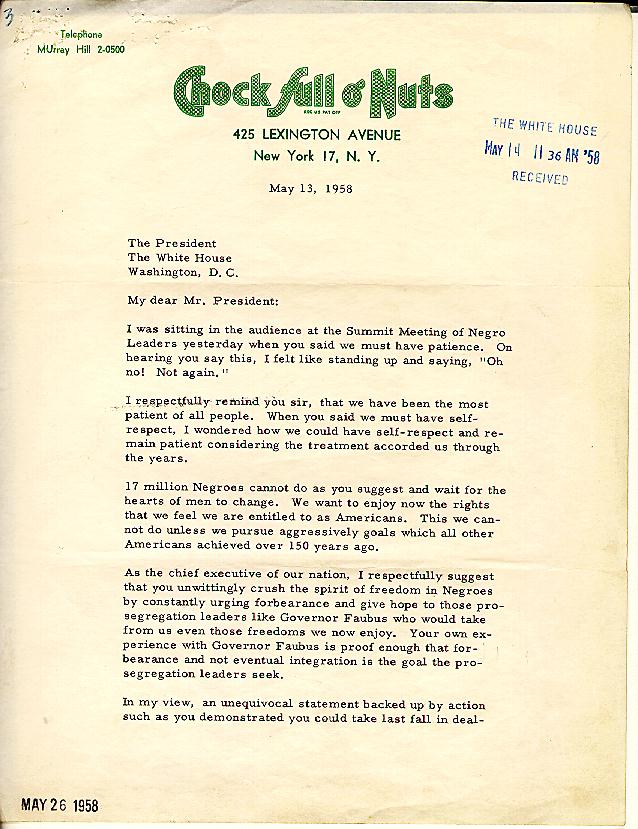 3
Telephone
MUrray Hill 2-0500
Chock full o' Nuts
REG US PAT OFF
425 LEXINGTON AVENUE
New York 17, N. Y.
THE WHITE HOUSE
MAY 14 11 36 AM '58
RECEIVED
May 13, 1958
The President
The White House
Washington, D. C.
My dear Mr. President:
I was sitting in the audience at the Summit Meeting of Negro
Leaders yesterday when you said we must have patience. On
hearing you say this, I felt like standing up and saying, "Oh
no! Not again."
I respectfully remind you sir, that we have been the most
patient of all people. When you said we must have self-
respect, I wondered how we could have self-respect and re-
main patient considering the treatment accorded us through
the years.
17 million Negroes cannot do as you suggest and wait for the
hearts of men to change. We want to enjoy now the rights
that we feel we are entitled to as Americans. This we can-
not do unless we pursue aggressively goals which all other
Americans achieved over 150 years ago.
As the chief executive of our nation, I respectfully suggest
that you unwittingly crush the spirit of freedom in Negroes
by constantly urging forbearance and give hope to those pro-
segregation leaders like Governor Faubus who would take
from us even those freedoms we now enjoy. Your own ex-
perience with Governor Faubus is proof enough that for-
bearance and not eventual integration is the goal the pro-
segregation leaders seek.
In my view, an unequivocal statement backed up by action
such as you demonstrated you could take last fall in deal-
MAY 26 1958